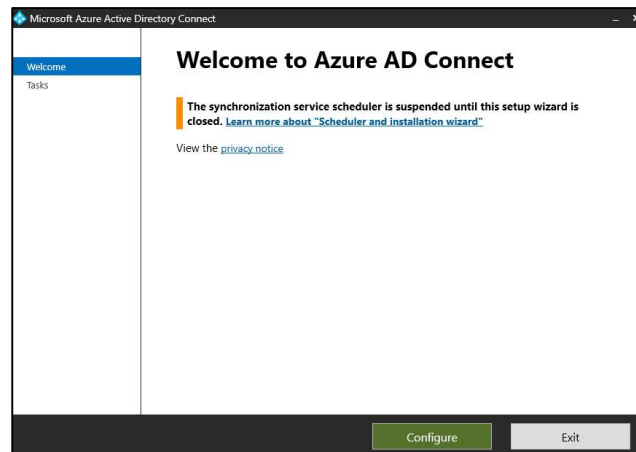 Microsoft Azure Active Directory Connect
Welcome
Tasks
Welcome to Azure AD Connect
The synchronization service scheduler is suspended until this setup wizard is
closed. Learn more about "Scheduler and installation wizard"
View the privacy notice
Configure
Exit